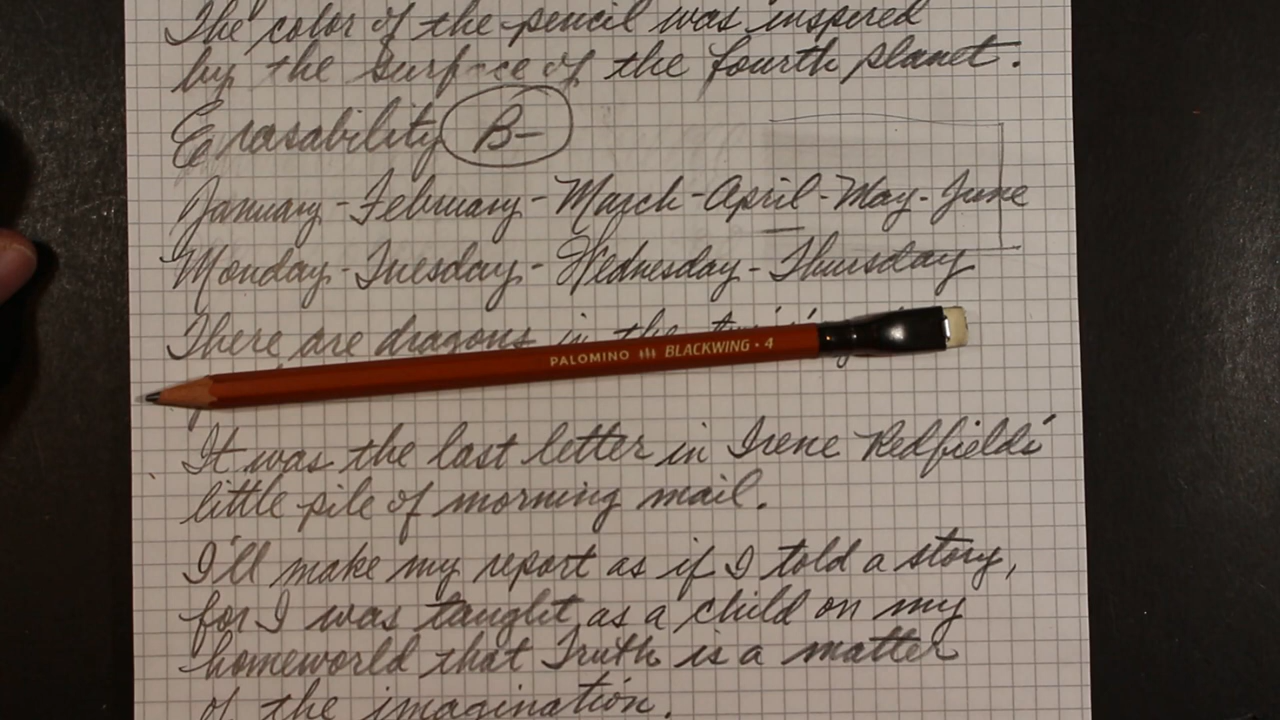 The color of the pencil was inspired
by the surface of the fourth planet.
Erasability B-
January - February - March - April - May - June
Monday - Tuesday - Wednesday - Thursday
There are dragons in the
PALOMINO BLACKWING · 4
It was the last letter in Irene Redfield's
little pile of morning mail.
I'll make my report as if I told a story,
for I was taught as a child on my
homeworld that Truth is a matter
of the imagination.